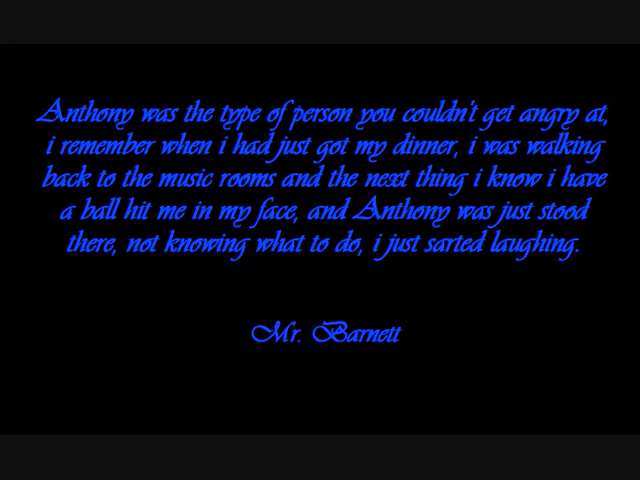 Anthony was the type of person you couldn't get angry at,
i remember when i had just got my dinner, i was walking
back to the music rooms and the next thing i know i have
a ball hit me in my face, and Anthony was just stood
there, not knowing what to do, i just sarted laughing.
Mr. Barnett